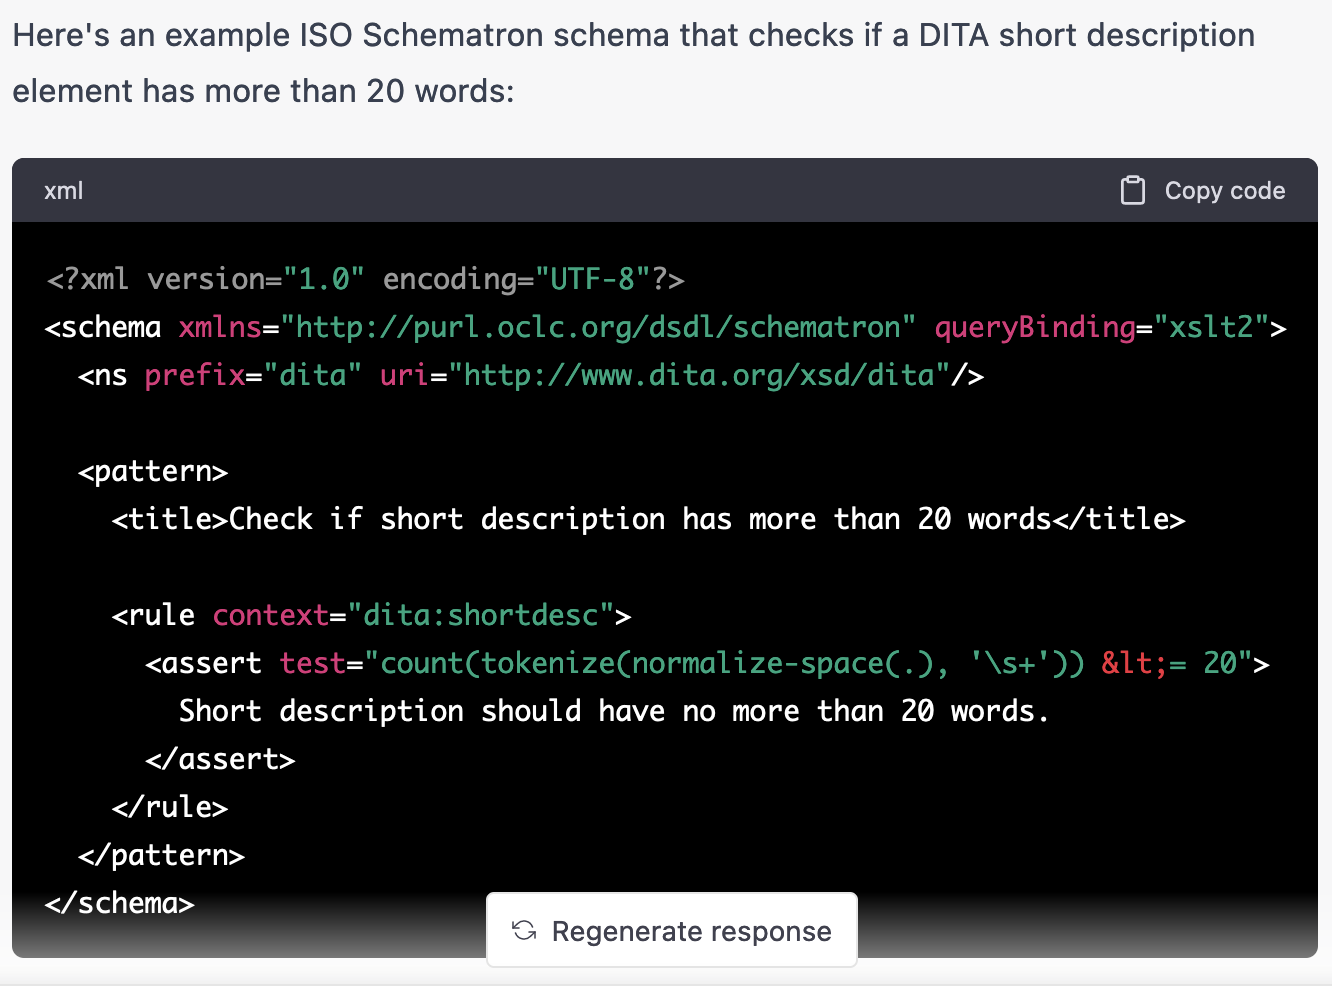 Here's an example ISO Schematron schema that checks if a DITA short description
element has more than 20 words:
xml
Copy code
<?xml version="1.0" encoding="UTF-8"?>
<schema xmlns="http://purl.oclc.org/dsdl/schematron" queryBinding="xslt2">
  <ns prefix="dita" uri="http://www.dita.org/xsd/dita"/>
  <pattern>
    <title>Check if short description has more than 20 words</title>
    <rule context="dita:shortdesc">
      <assert test="count(tokenize(normalize-space(.), '\s+')) &lt;= 20">
        Short description should have no more than 20 words.
      </assert>
    </rule>
  </pattern>
</schema>
Regenerate response